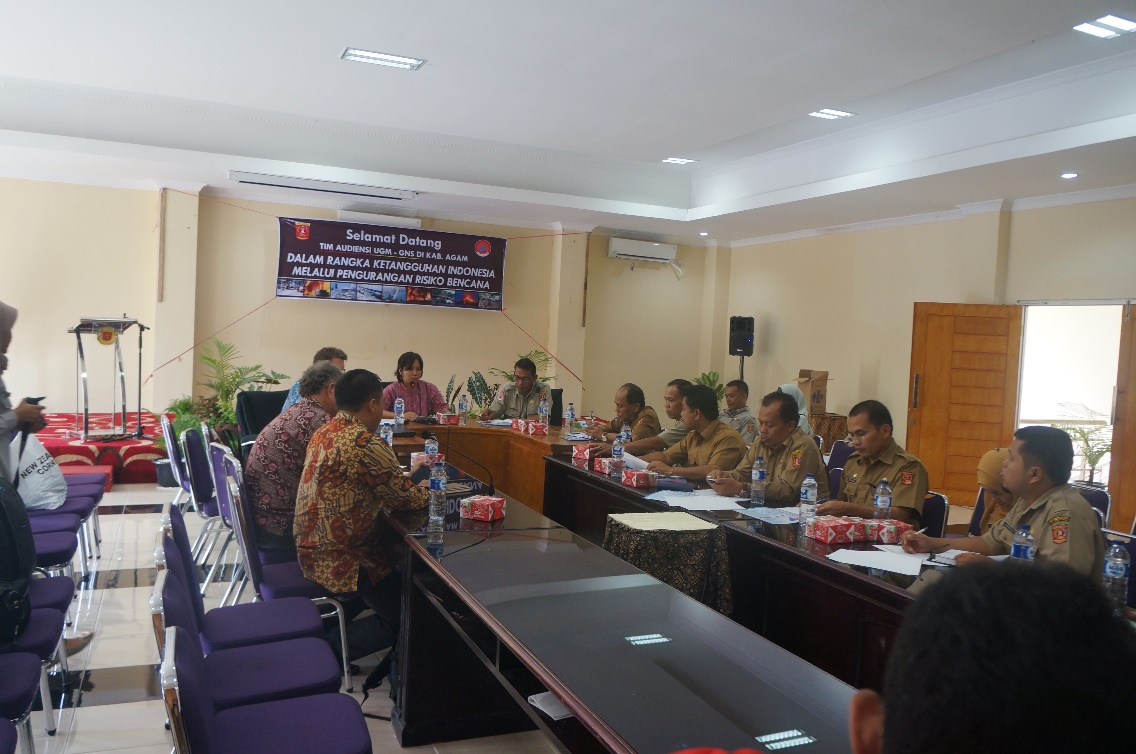 Selamat Datang
TIM AUDIENSI UGM - GNS DI KAB. AGAM
DALAM RANGKA KETANGGUHAN INDONESIA
MELALUI PENGURANGAN RISIKO BENCANA
NEW ZEA